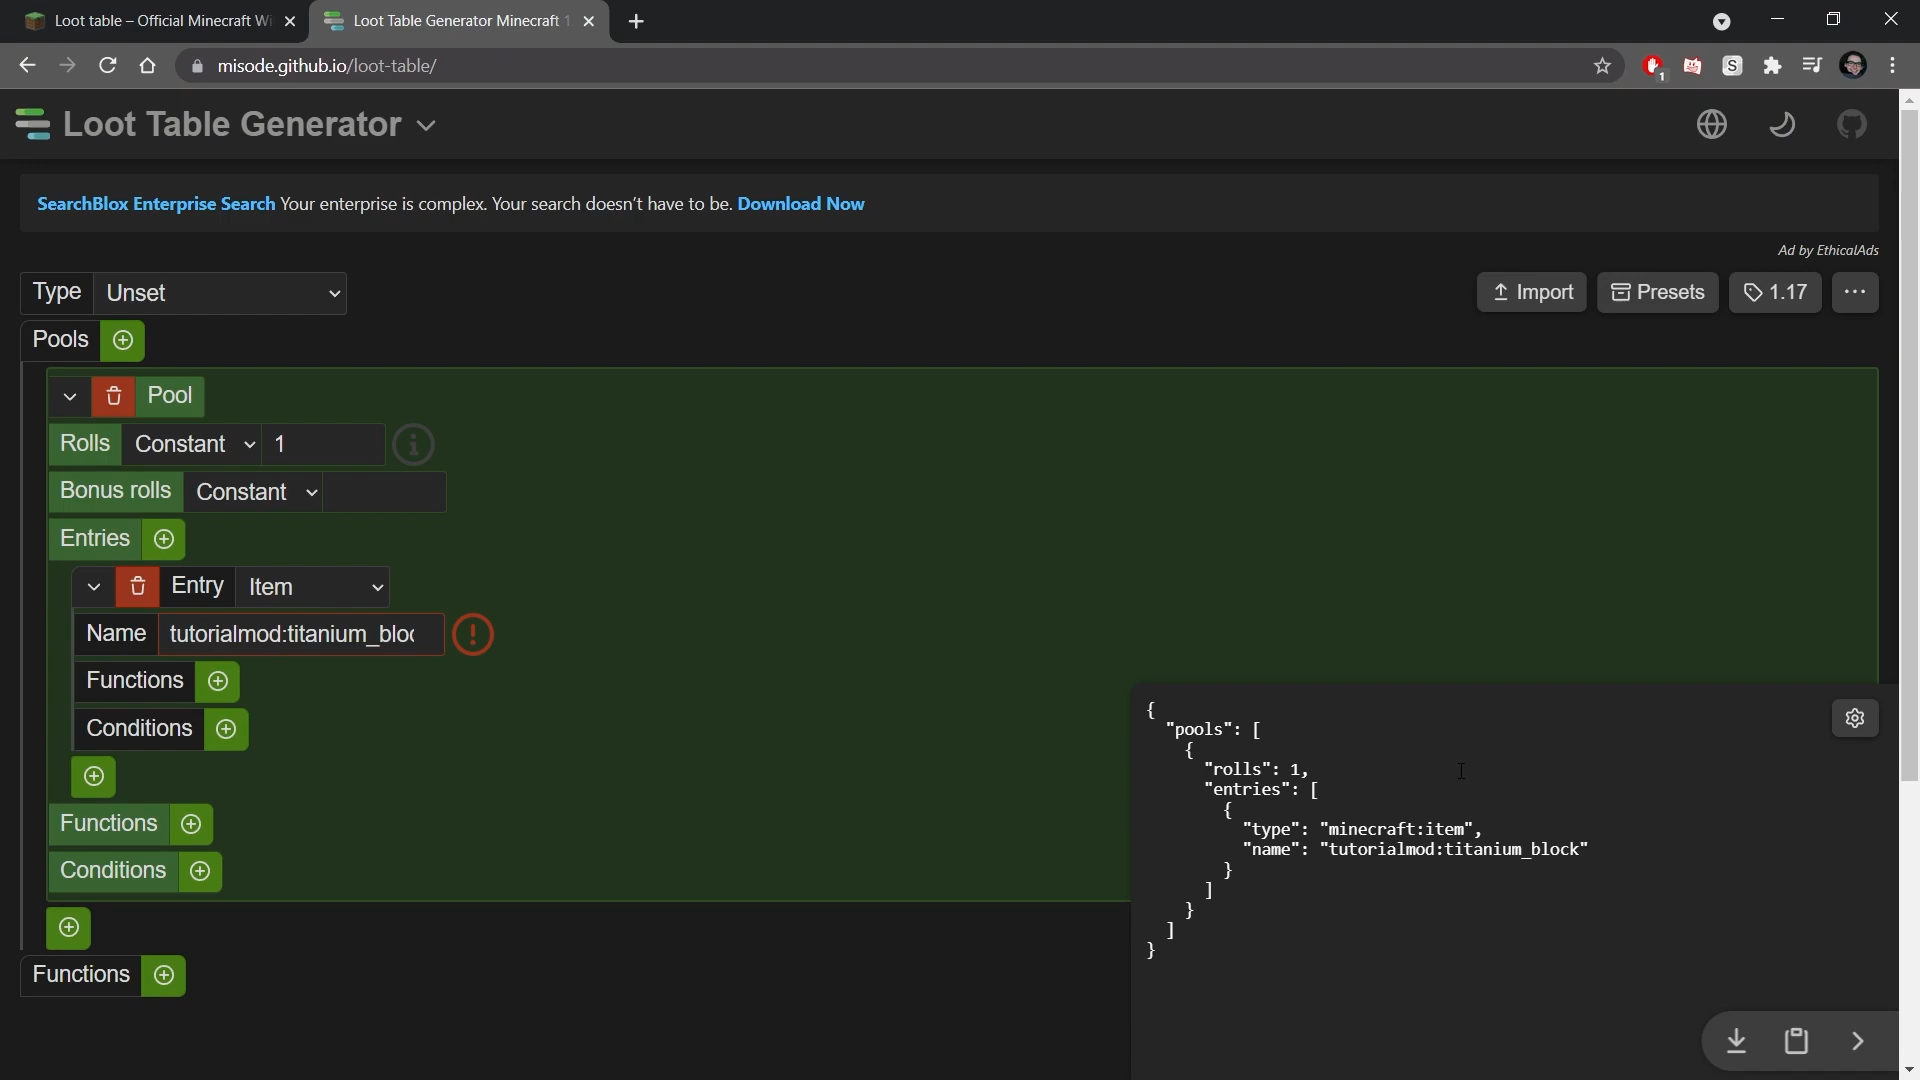 Loot table – Official Minecraft Wi
Loot Table Generator Minecraft 1
misode.github.io/loot-table/
1
S
Loot Table Generator
SearchBlox Enterprise Search Your enterprise is complex. Your search doesn't have to be. Download Now
Ad by EthicalAds
Type Unset
Import Presets 1.17
Pools
Pool
Rolls Constant 1
Bonus rolls Constant
Entries
Entry Item
Name tutorialmod:titanium_bloc
Functions
Conditions
Functions
Conditions
Functions
{
"pools": [
{
"rolls": 1,
"entries": [
{
"type": "minecraft:item",
"name": "tutorialmod:titanium_block"
}
]
}
]
}